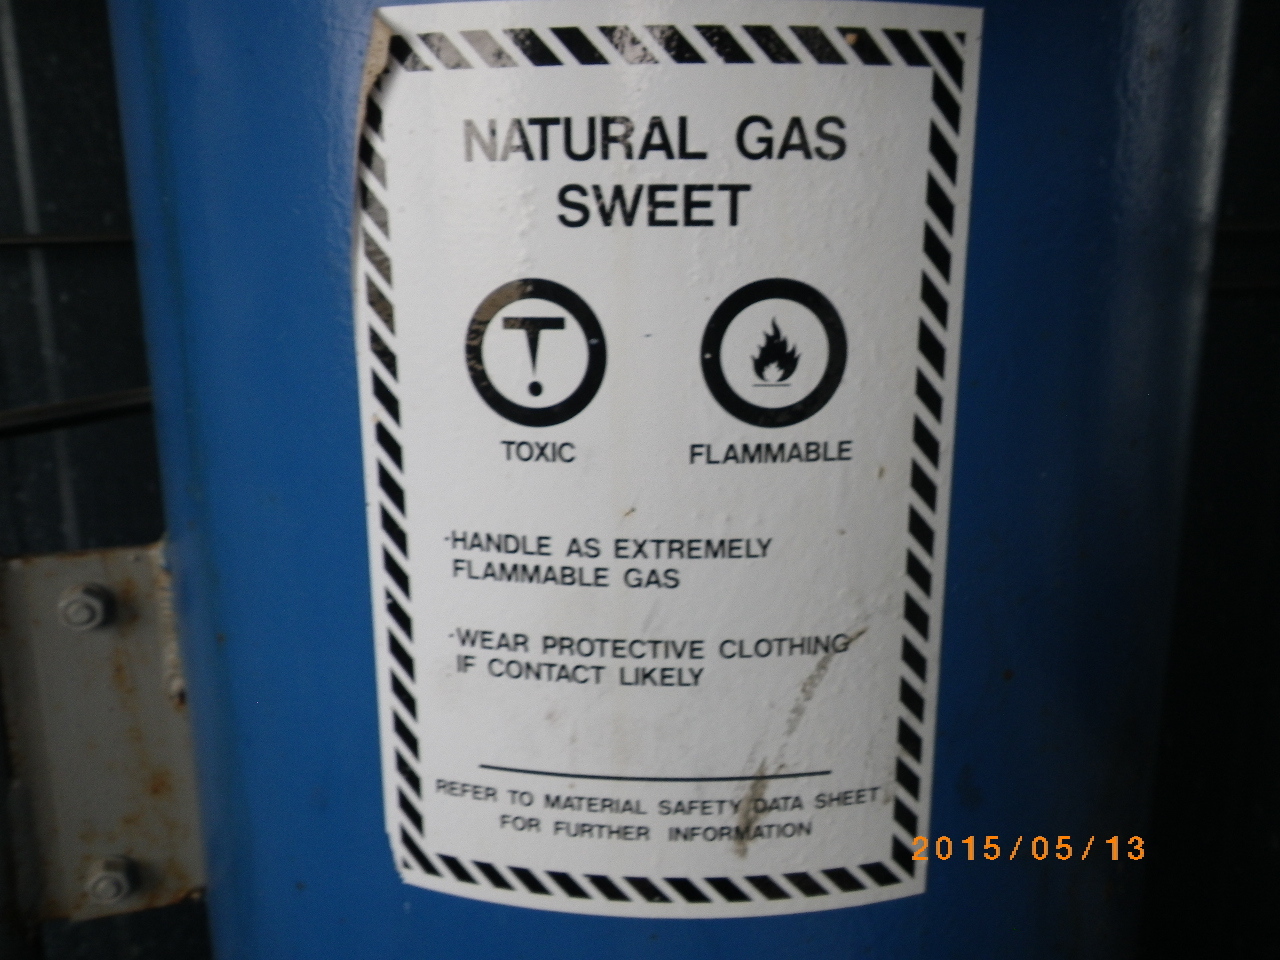 NATURAL GAS
SWEET
TOXIC
FLAMMABLE
·HANDLE AS EXTREMELY
FLAMMABLE GAS
·WEAR PROTECTIVE CLOTHING
IF CONTACT LIKELY
REFER TO MATERIAL SAFETY DATA SHEET
FOR FURTHER INFORMATION
2015/05/13